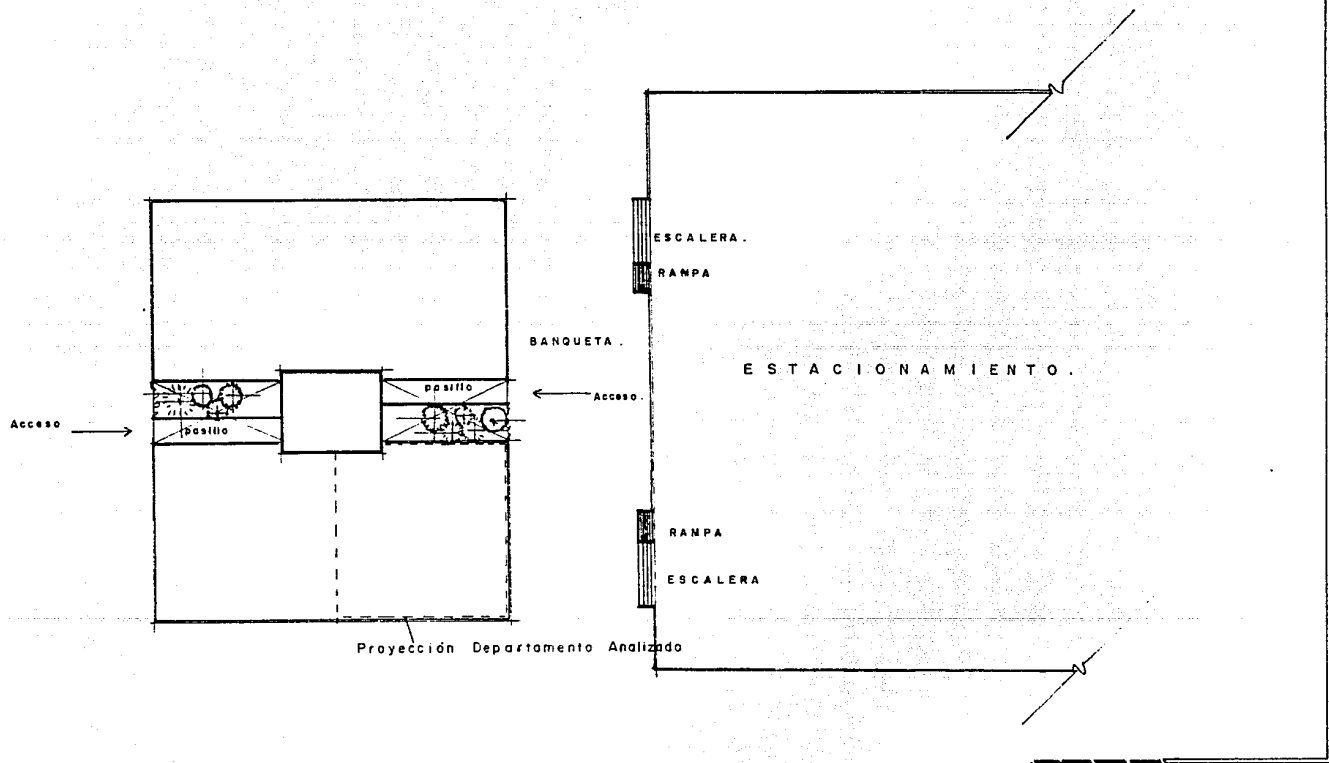 ESCALERA.
RAMPA
BANQUETA.
ESTACIONAMIENTO.
pasillo
Acceso.
Acceso
pasillo
RAMPA
ESCALERA
Proyección Departamento Analizado